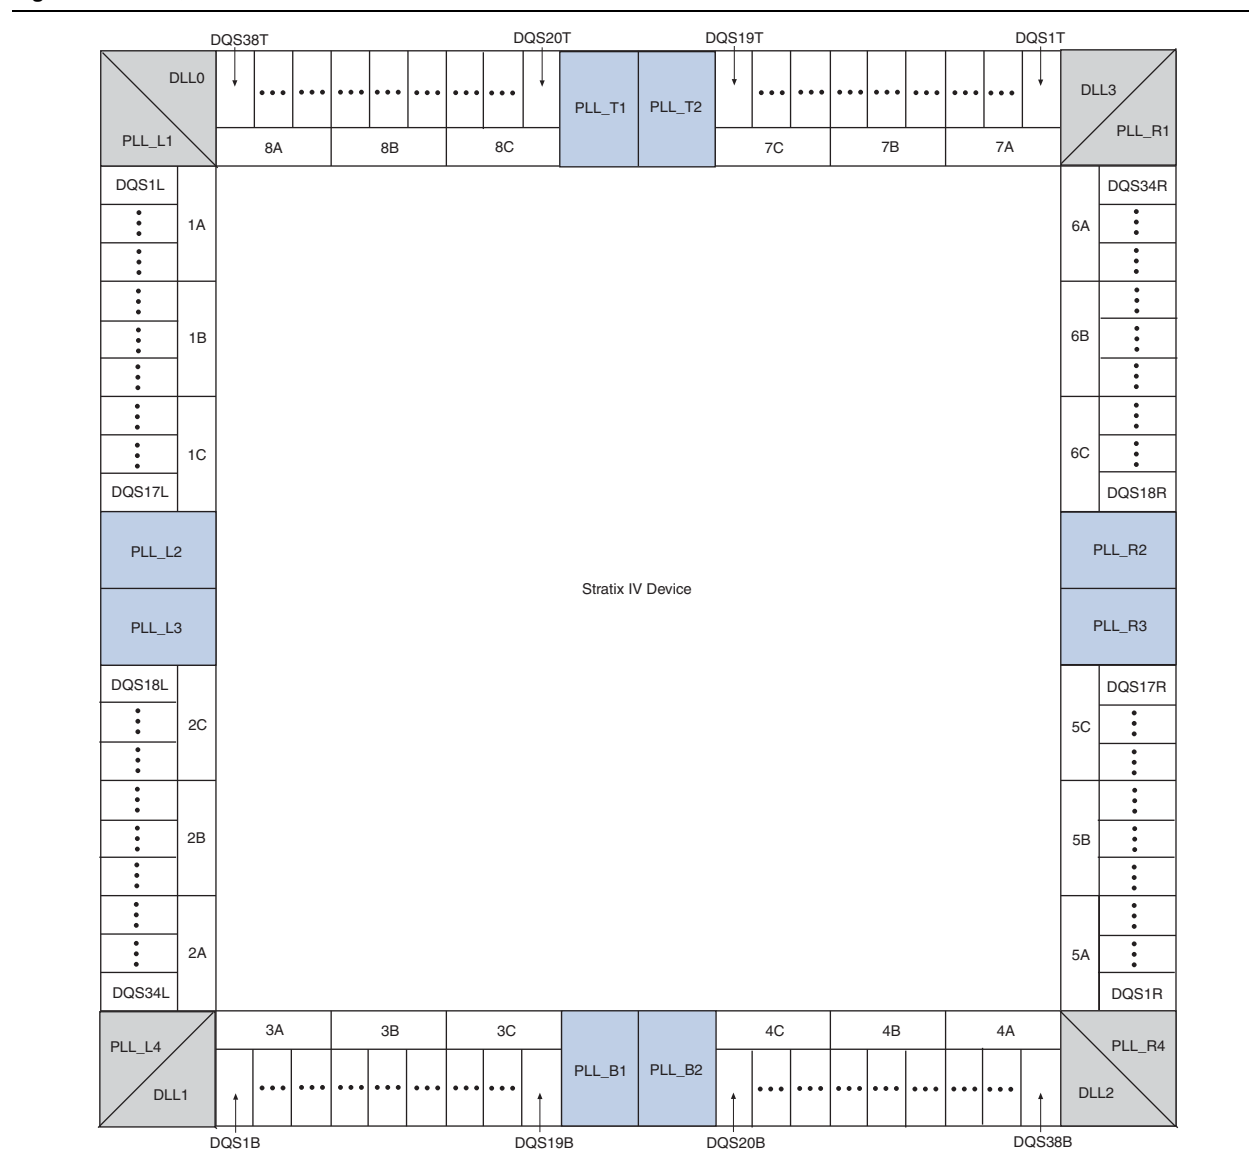 DQS38T DQS20T DQS19T DQS1T
DLL0 PLL_L1 PLL_T1 PLL_T2 DLL3 PLL_R1
8A 8B 8C 7C 7B 7A
DQS1L DQS34R
1A 6A
1B 6B
1C 6C
DQS17L DQS18R
PLL_L2 PLL_R2
Stratix IV Device
PLL_L3 PLL_R3
DQS18L DQS17R
2C 5C
2B 5B
2A 5A
DQS34L DQS1R
3A 3B 3C 4C 4B 4A
PLL_L4 DLL1 PLL_B1 PLL_B2 PLL_R4 DLL2
DQS1B DQS19B DQS20B DQS38B